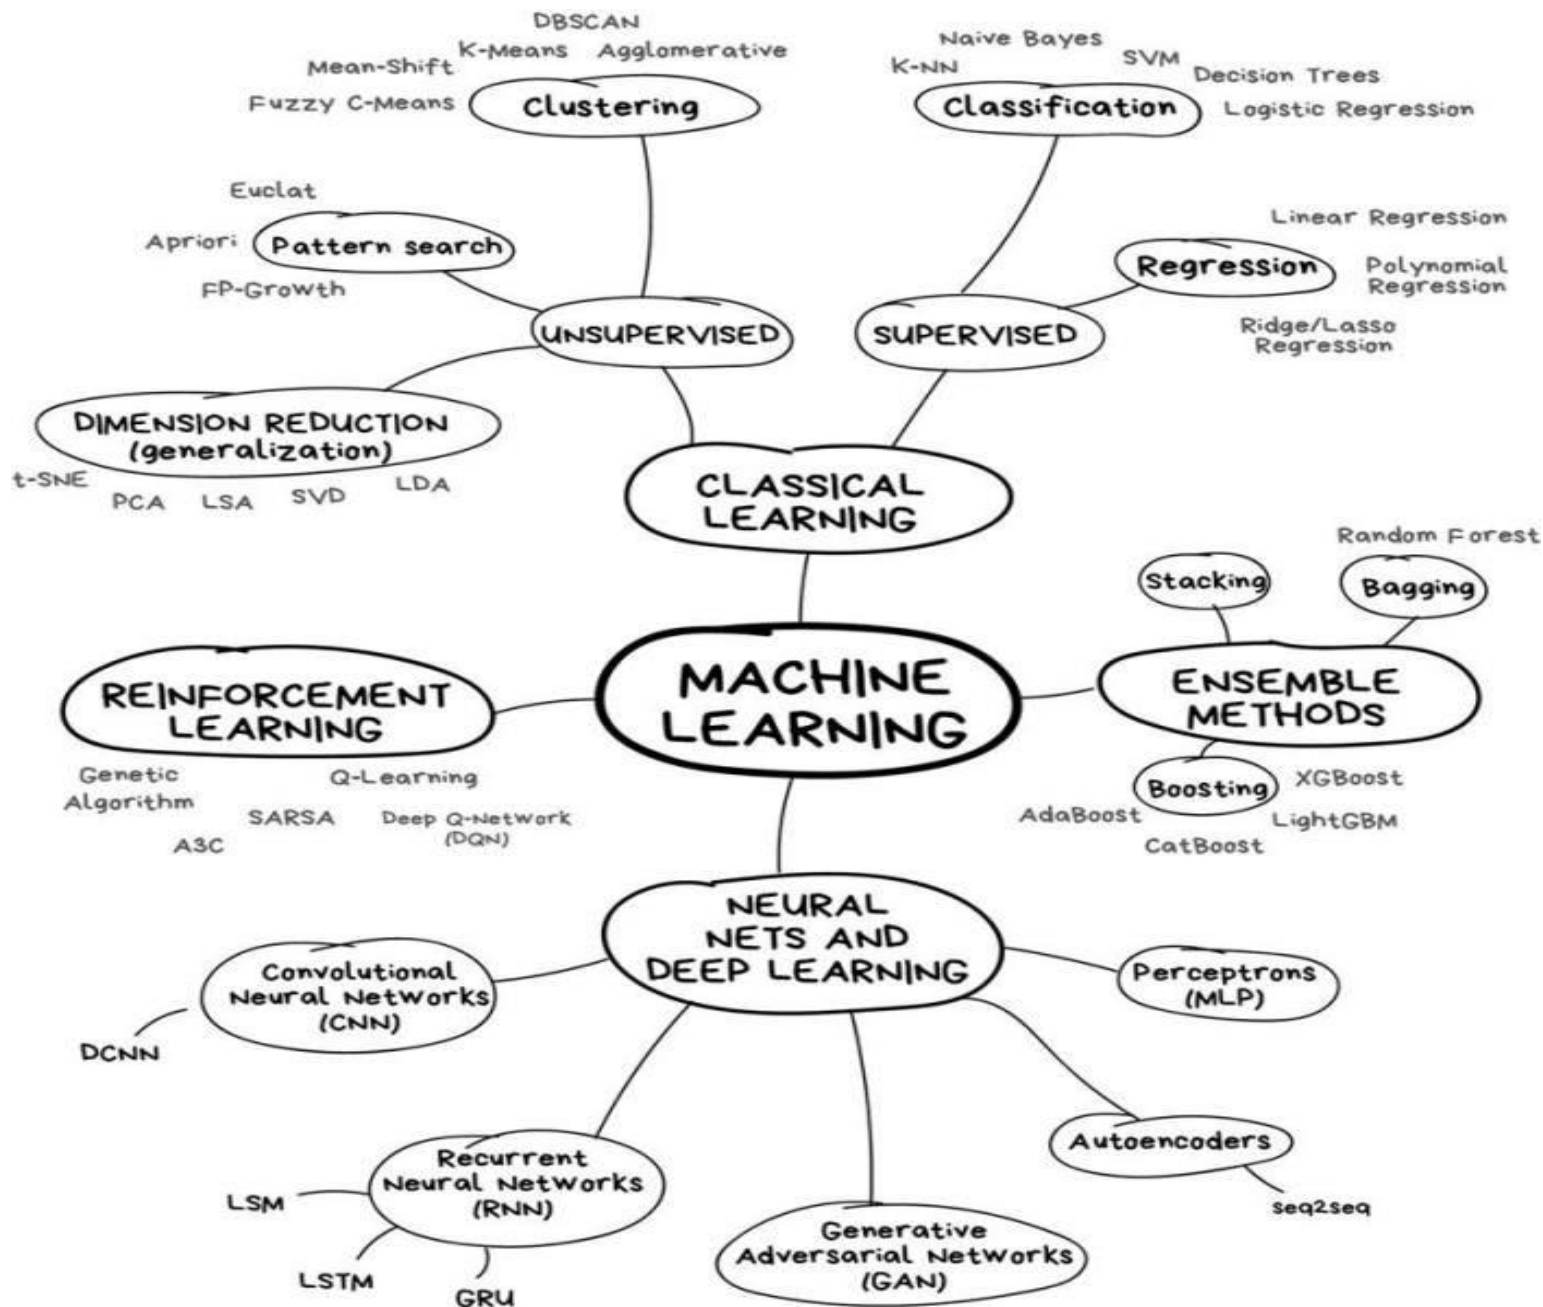 DBSCAN
K-Means
Agglomerative
Mean-Shift
Fuzzy C-Means
Clustering
Naive Bayes
K-NN
SVM
Decision Trees
Logistic Regression
Classification
Euclat
Apriori
Pattern search
FP-Growth
Linear Regression
Regression
Polynomial
Regression
Ridge/Lasso
Regression
UNSUPERVISED
SUPERVISED
DIMENSION REDUCTION
(generalization)
t-SNE
PCA
LSA
SVD
LDA
CLASSICAL
LEARNING
Random Forest
Stacking
Bagging
MACHINE
LEARNING
REINFORCEMENT
LEARNING
ENSEMBLE
METHODS
Genetic
Algorithm
Q-Learning
SARSA
Deep Q-Network
(DQN)
A3C
Boosting
XGBoost
AdaBoost
LightGBM
CatBoost
NEURAL
NETS AND
DEEP LEARNING
Convolutional
Neural Networks
(CNN)
DCNN
Perceptrons
(MLP)
Recurrent
Neural Networks
(RNN)
LSM
LSTM
GRU
Autoencoders
seq2seq
Generative
Adversarial Networks
(GAN)